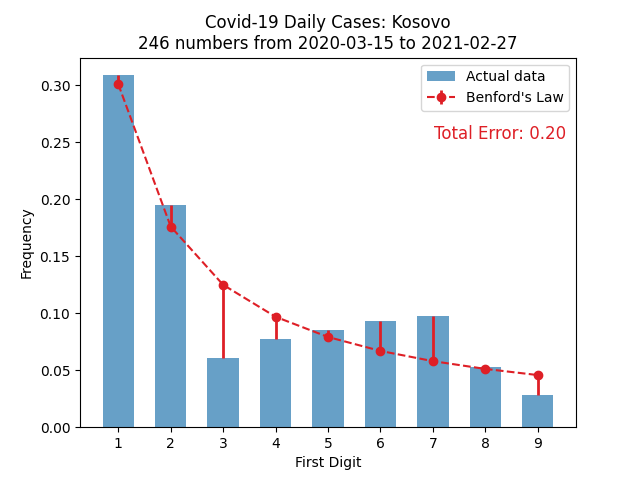 Covid-19 Daily Cases: Kosovo
246 numbers from 2020-03-15 to 2021-02-27
Actual data
Benford's Law
Total Error: 0.20
Frequency
0.30
0.25
0.20
0.15
0.10
0.05
0.00
1 2 3 4 5 6 7 8 9
First Digit